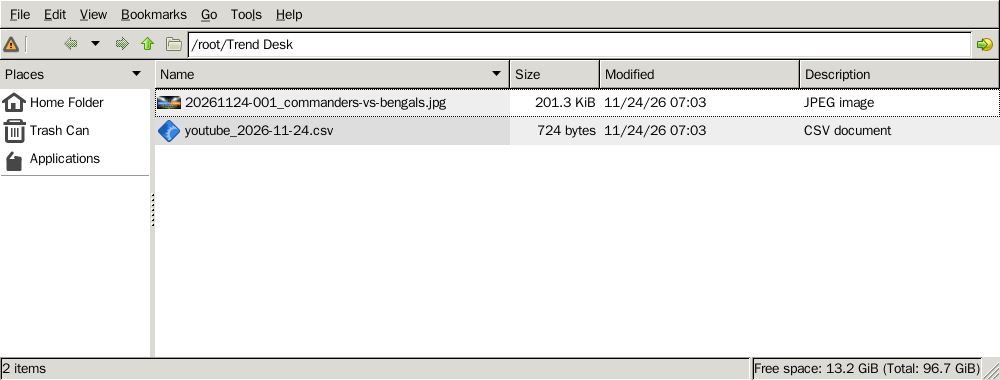 File Edit View Bookmarks Go Tools Help
/root/Trend Desk
Places Name Size Modified Description
Home Folder 20261124-001_commanders-vs-bengals.jpg 201.3 KiB 11/24/26 07:03 JPEG image
Trash Can youtube_2026-11-24.csv 724 bytes 11/24/26 07:03 CSV document
Applications
2 items Free space: 13.2 GiB (Total: 96.7 GiB)